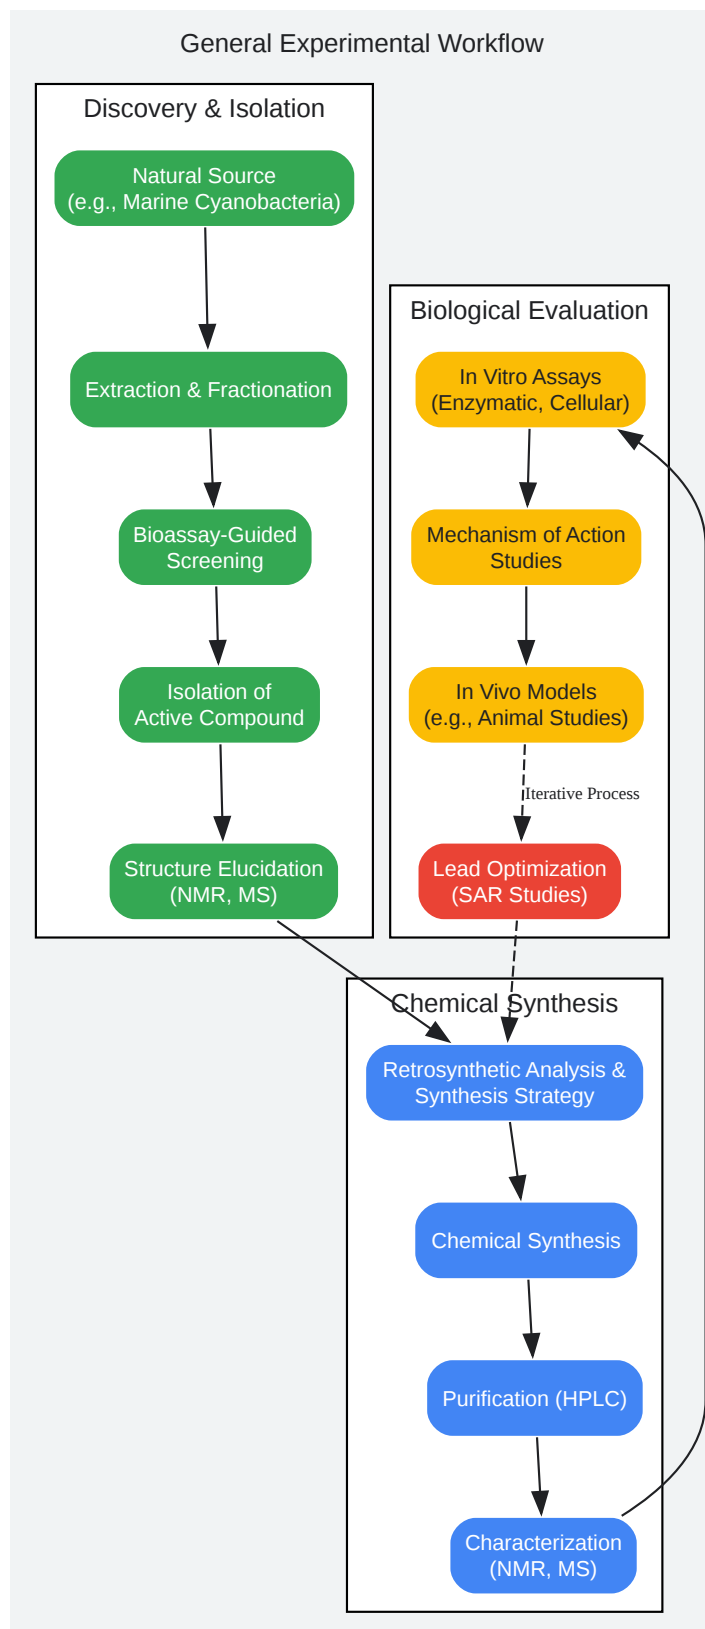 General Experimental Workflow
Discovery & Isolation
Natural Source
(e.g., Marine Cyanobacteria)
Extraction & Fractionation
Bioassay-Guided
Screening
Isolation of
Active Compound
Structure Elucidation
(NMR, MS)
Biological Evaluation
In Vitro Assays
(Enzymatic, Cellular)
Mechanism of Action
Studies
In Vivo Models
(e.g., Animal Studies)
Iterative Process
Lead Optimization
(SAR Studies)
Chemical Synthesis
Retrosynthetic Analysis &
Synthesis Strategy
Chemical Synthesis
Purification (HPLC)
Characterization
(NMR, MS)